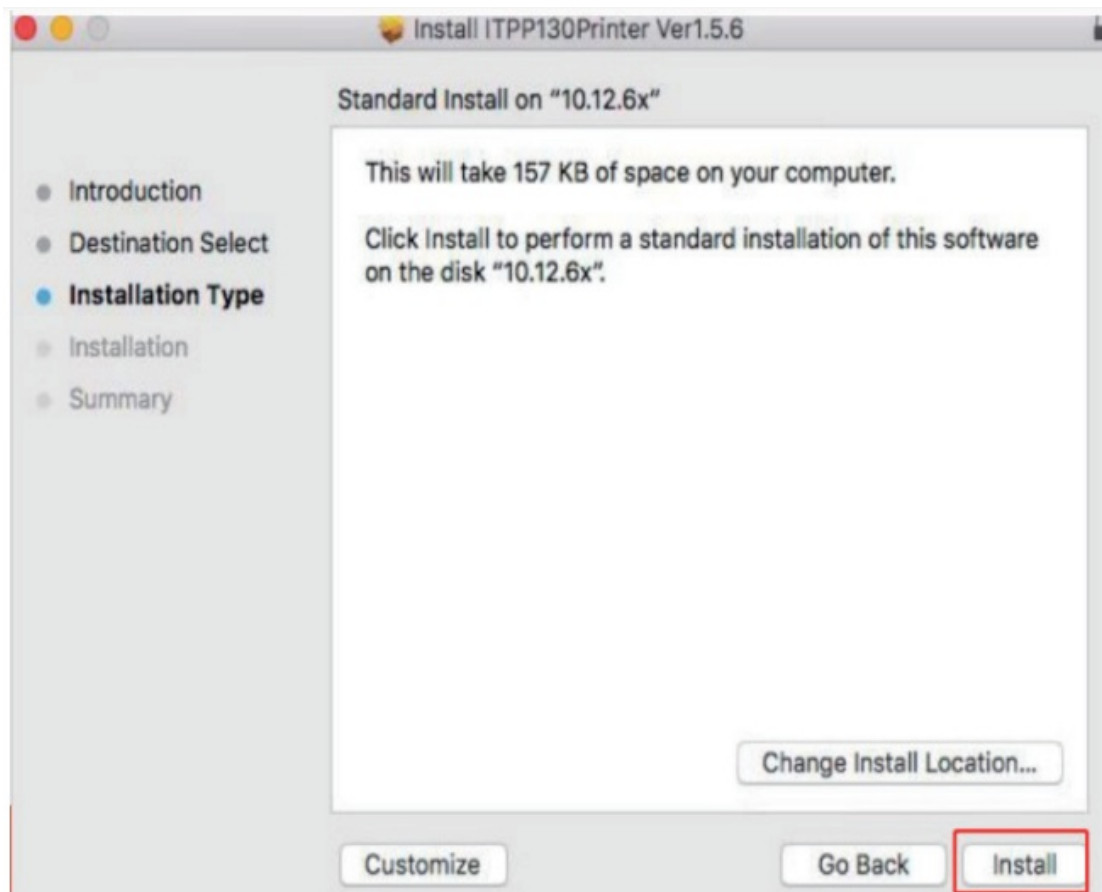 Install ITPP130Printer Ver1.5.6
Standard Install on “10.12.6x”
Introduction
Destination Select
Installation Type
Installation
Summary
This will take 157 KB of space on your computer.
Click Install to perform a standard installation of this software
on the disk “10.12.6x”.
Change Install Location...
Customize
Go Back
Install